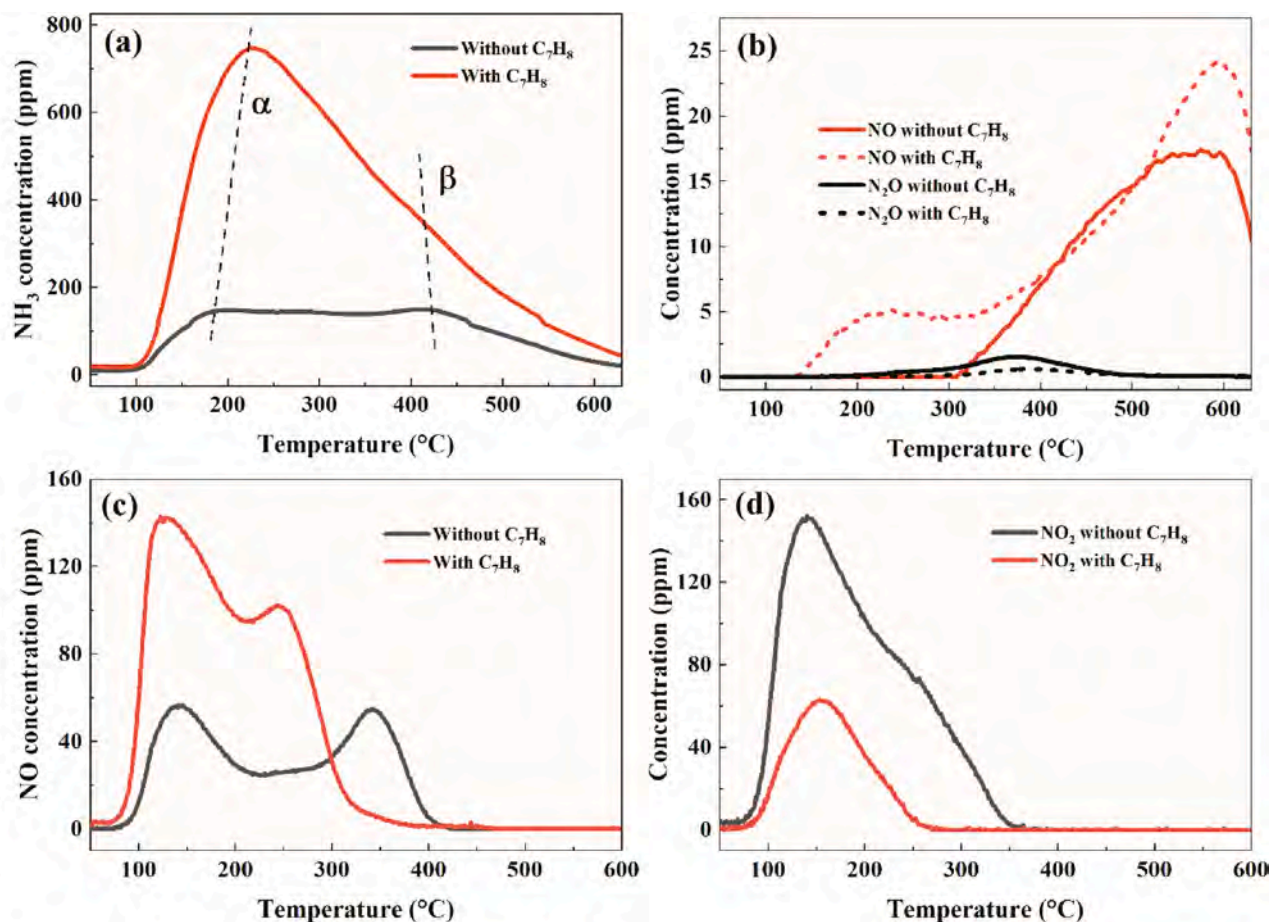 (a)
Without C₇H₈
With C₇H₈
α
β
NH₃ concentration (ppm)
800
600
400
200
0
100 200 300 400 500 600
Temperature (°C)
(b)
NO without C₇H₈
NO with C₇H₈
N₂O without C₇H₈
N₂O with C₇H₈
Concentration (ppm)
25
20
15
10
5
0
100 200 300 400 500 600
Temperature (°C)
(c)
Without C₇H₈
With C₇H₈
NO concentration (ppm)
160
120
80
40
0
100 200 300 400 500 600
Temperature (°C)
(d)
NO₂ without C₇H₈
NO₂ with C₇H₈
Concentration (ppm)
160
120
80
40
0
100 200 300 400 500 600
Temperature (°C)